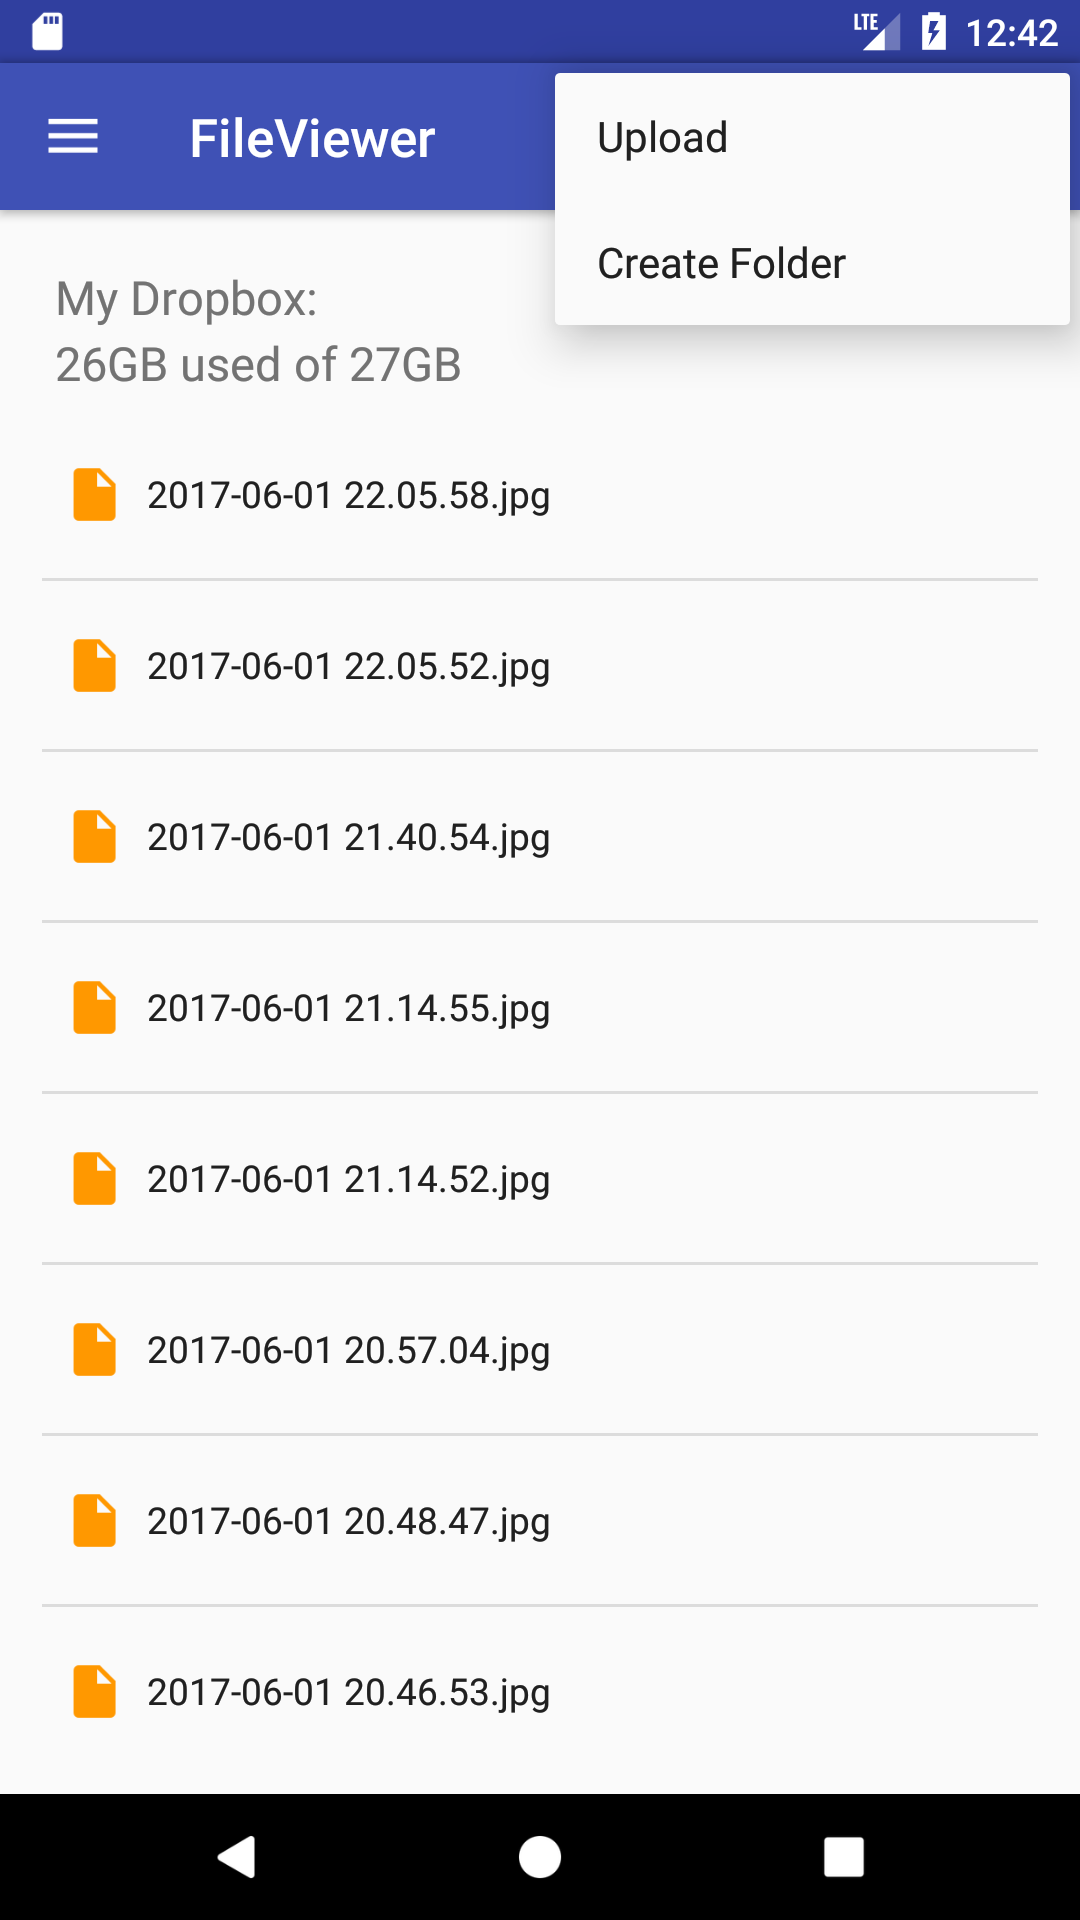 LTE 12:42
FileViewer
Upload
Create Folder
My Dropbox:
26GB used of 27GB
2017-06-01 22.05.58.jpg
2017-06-01 22.05.52.jpg
2017-06-01 21.40.54.jpg
2017-06-01 21.14.55.jpg
2017-06-01 21.14.52.jpg
2017-06-01 20.57.04.jpg
2017-06-01 20.48.47.jpg
2017-06-01 20.46.53.jpg